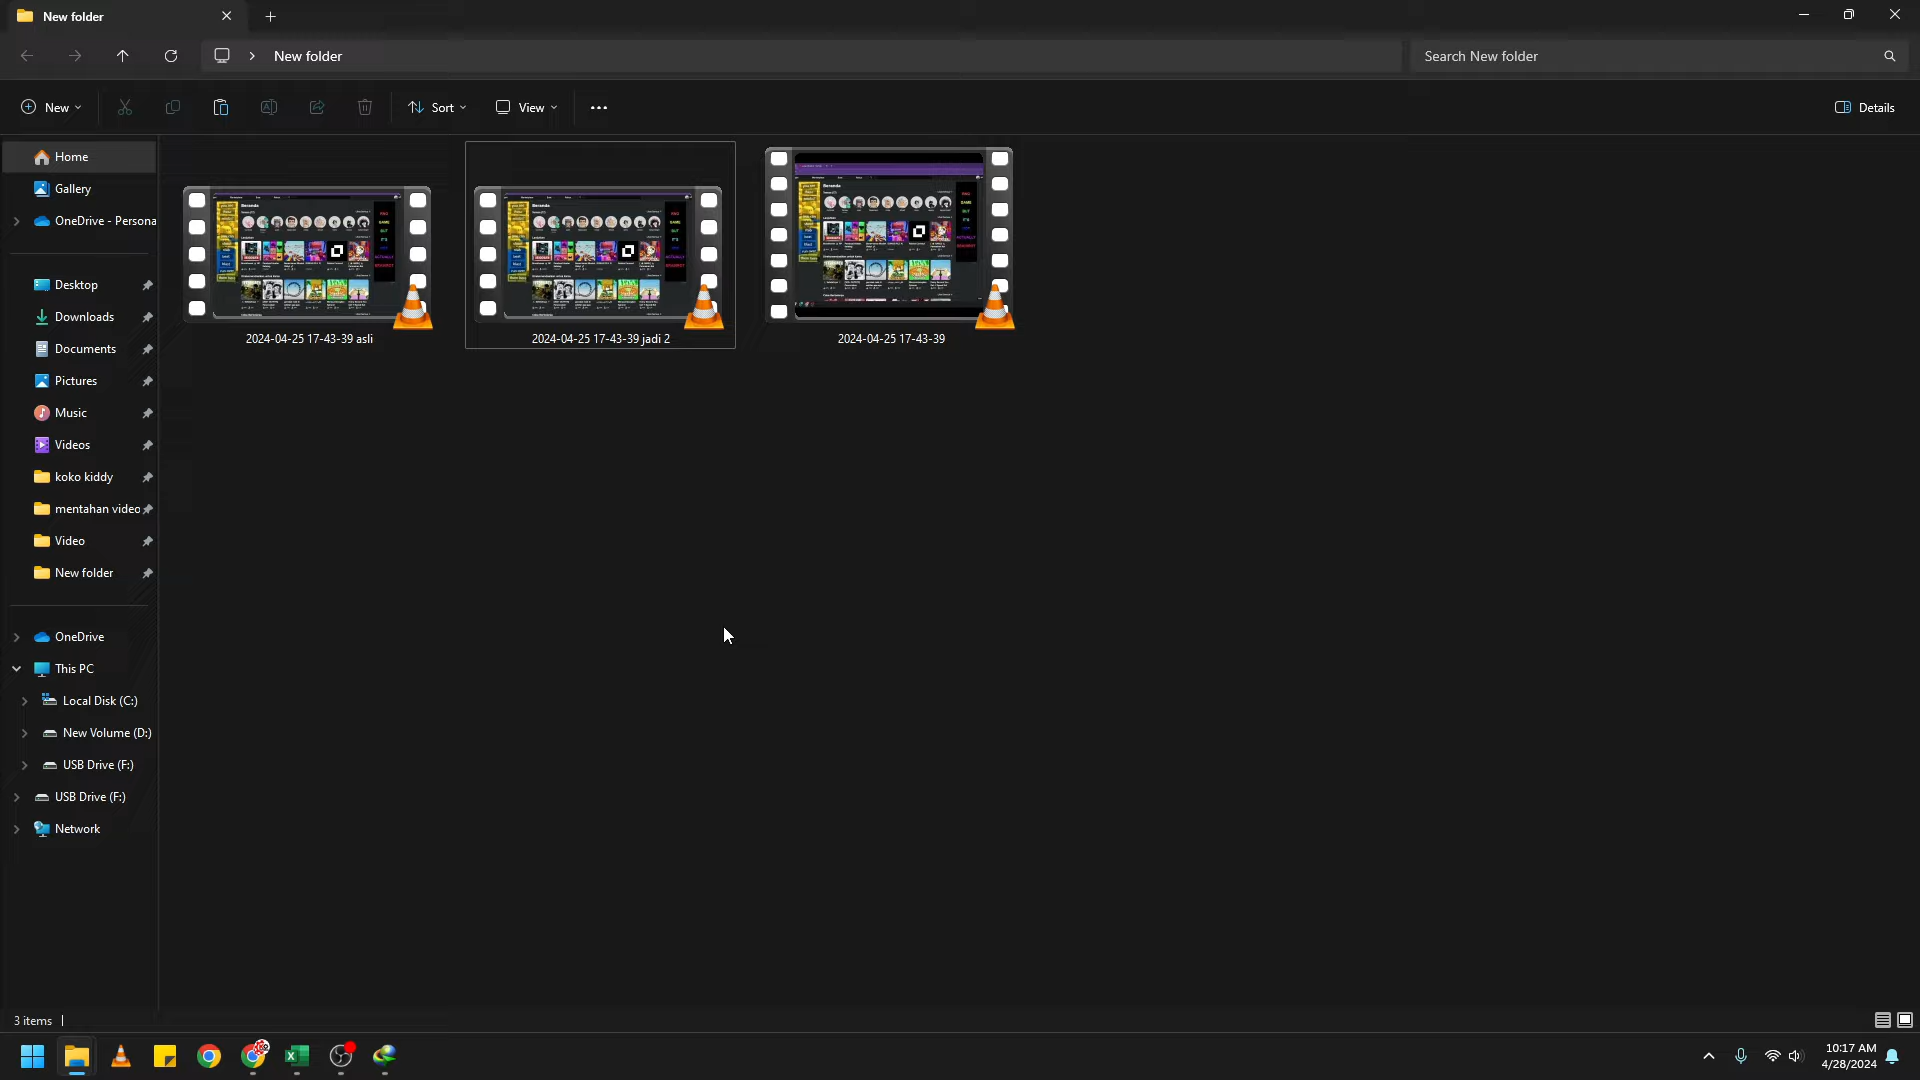 New folder
New folder
Search New folder
New
Sort
View
Details
Home
Gallery
OneDrive - Persona
Desktop
Downloads
Documents
Pictures
Music
Videos
koko kiddy
mentahan video
Video
New folder
OneDrive
This PC
Local Disk (C:)
New Volume (D:)
USB Drive (F:)
USB Drive (F:)
Network
2024-04-25 17-43-39 asli
2024-04-25 17-43-39 jadi 2
2024-04-25 17-43-39
3 items
10:17 AM
4/28/2024